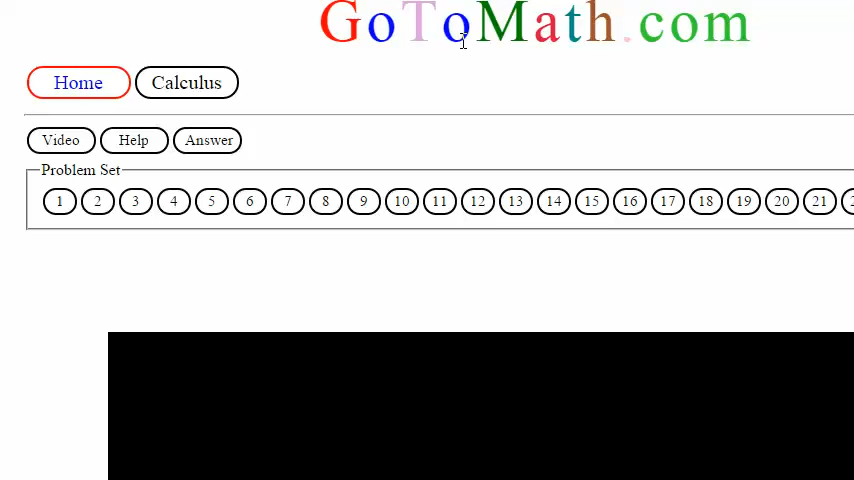 GoToMath.com
Home Calculus
Video Help Answer
Problem Set
1 2 3 4 5 6 7 8 9 10 11 12 13 14 15 16 17 18 19 20 21